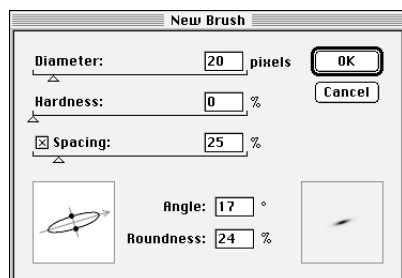 New Brush
Diameter: 20 pixels OK
Hardness: 0 % Cancel
Spacing: 25 %
Angle: 17 °
Roundness: 24 %